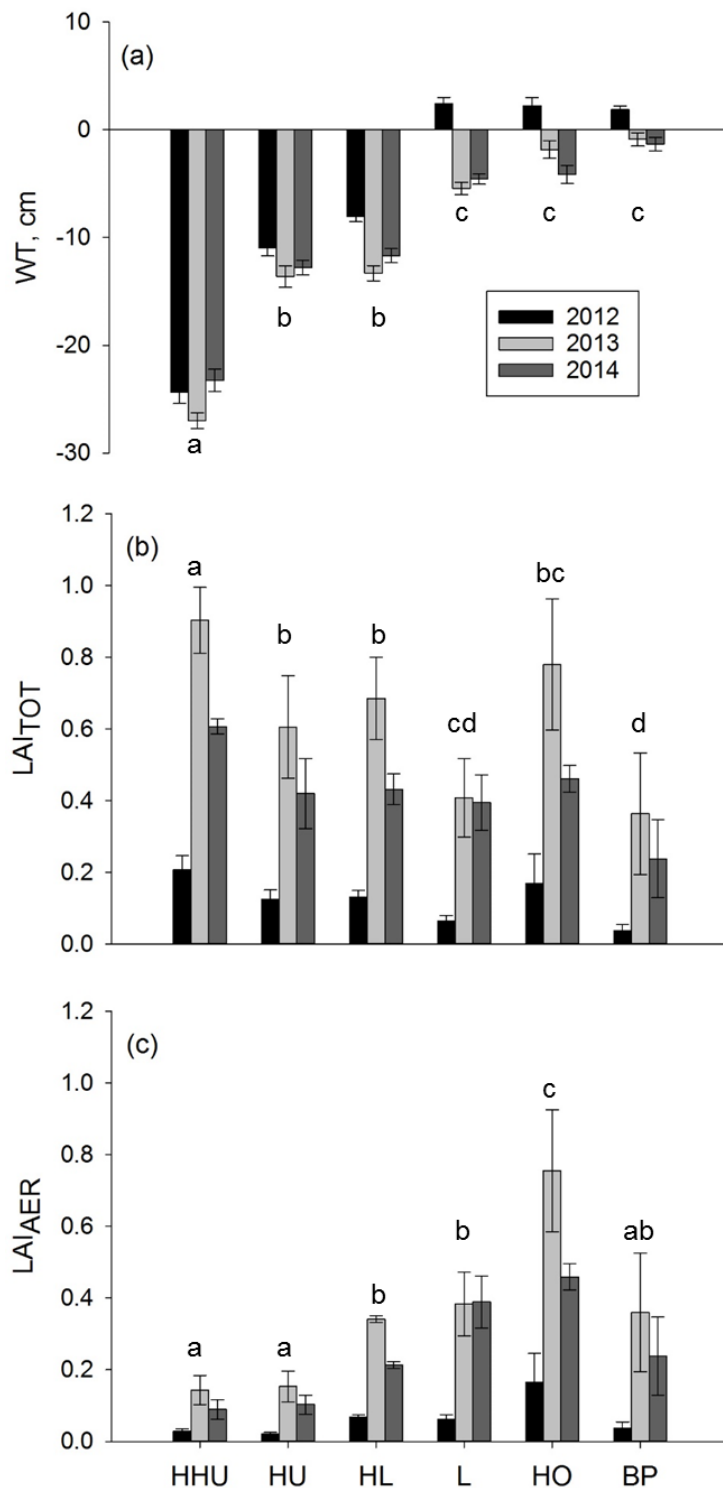 (a)
10
0
-10
-20
-30
WT, cm
c c c
b b
a
2012
2013
2014
(b)
1.2
1.0
0.8
0.6
0.4
0.2
0.0
LAITOT
a
b
b
cd
bc
d
(c)
1.2
1.0
0.8
0.6
0.4
0.2
0.0
LAIAER
a
a
b
b
c
ab
HHU HU HL L HO BP